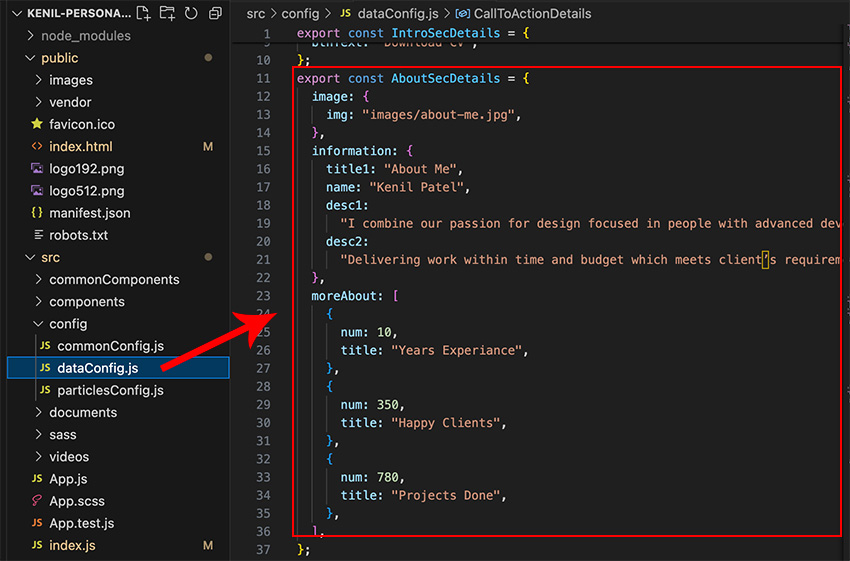 KENIL-PERSONA...
node_modules
public
images
vendor
favicon.ico
index.html M
logo192.png
logo512.png
manifest.json
robots.txt
src
commonComponents
components
config
JS commonConfig.js
JS dataConfig.js
JS particlesConfig.js
documents
sass
videos
JS App.js
App.scss
JS App.test.js
JS index.js M
src > config > JS dataConfig.js > CallToActionDetails
1 export const IntroSecDetails = {
10 };
11 export const AboutSecDetails = {
12 image: {
13 img: "images/about-me.jpg",
14 },
15 information: {
16 title1: "About Me",
17 name: "Kenil Patel",
18 desc1:
19 "I combine our passion for design focused in people with advanced dev
20 desc2:
21 "Delivering work within time and budget which meets client’s requirem
22 },
23 moreAbout: [
24 {
25 num: 10,
26 title: "Years Experiance",
27 },
28 {
29 num: 350,
30 title: "Happy Clients",
31 },
32 {
33 num: 780,
34 title: "Projects Done",
35 },
36 ],
37 };